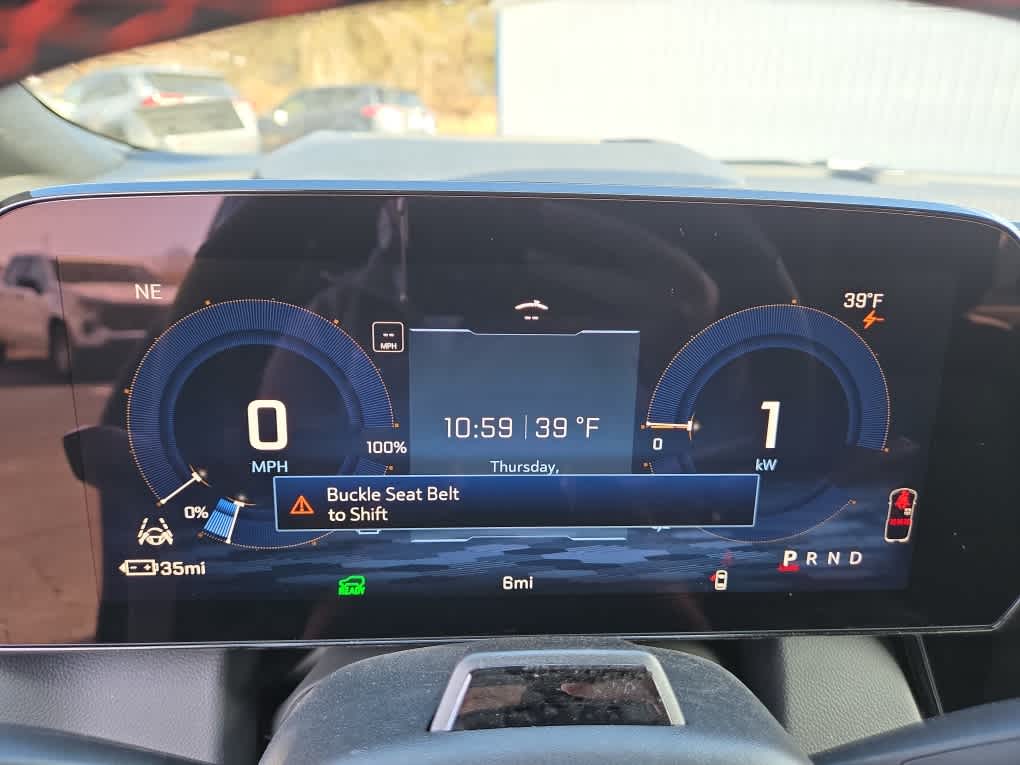 NE
39°F
--
MPH
--
0
MPH
100%
0%
10:59 | 39 °F
Thursday,
0
1
kW
Buckle Seat Belt
to Shift
35mi
READY
6mi
P R N D